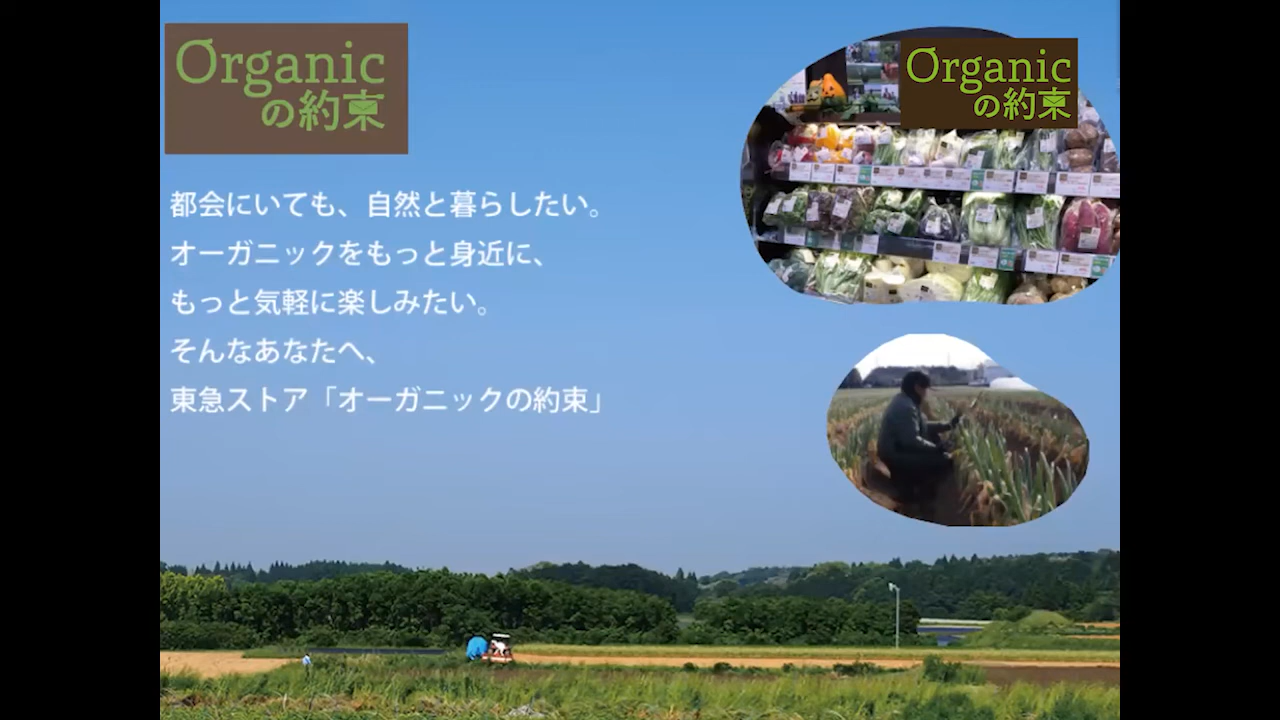 Organic
の約束
都会にいても、自然と暮らしたい。
オーガニックをもっと身近に、
もっと気軽に楽しみたい。
そんなあなたへ、
東急ストア「オーガニックの約束」
Organic
の約束